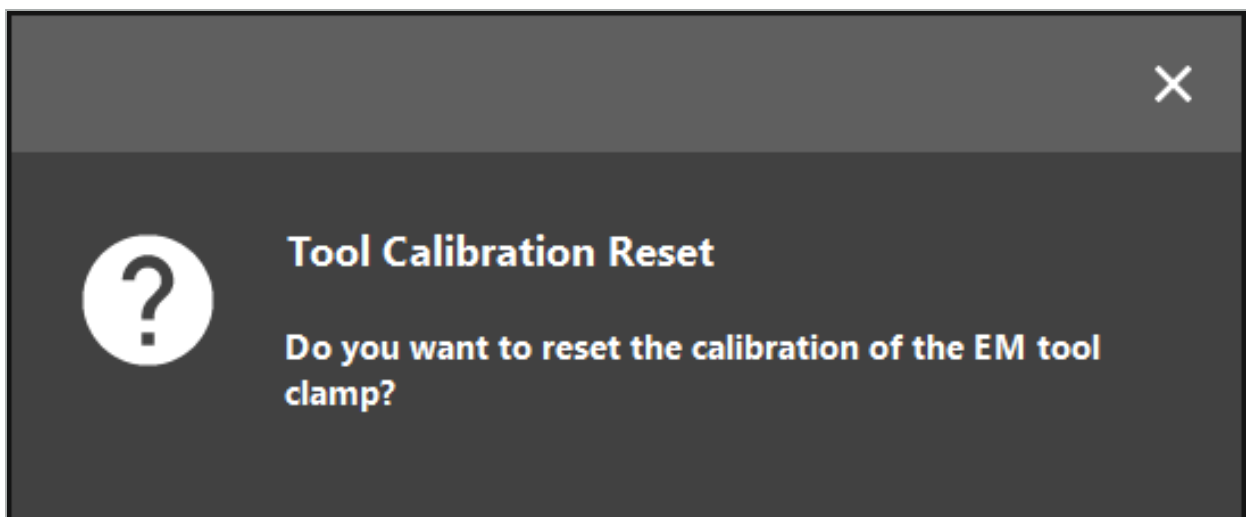 Tool Calibration Reset
Do you want to reset the calibration of the EM tool
clamp?